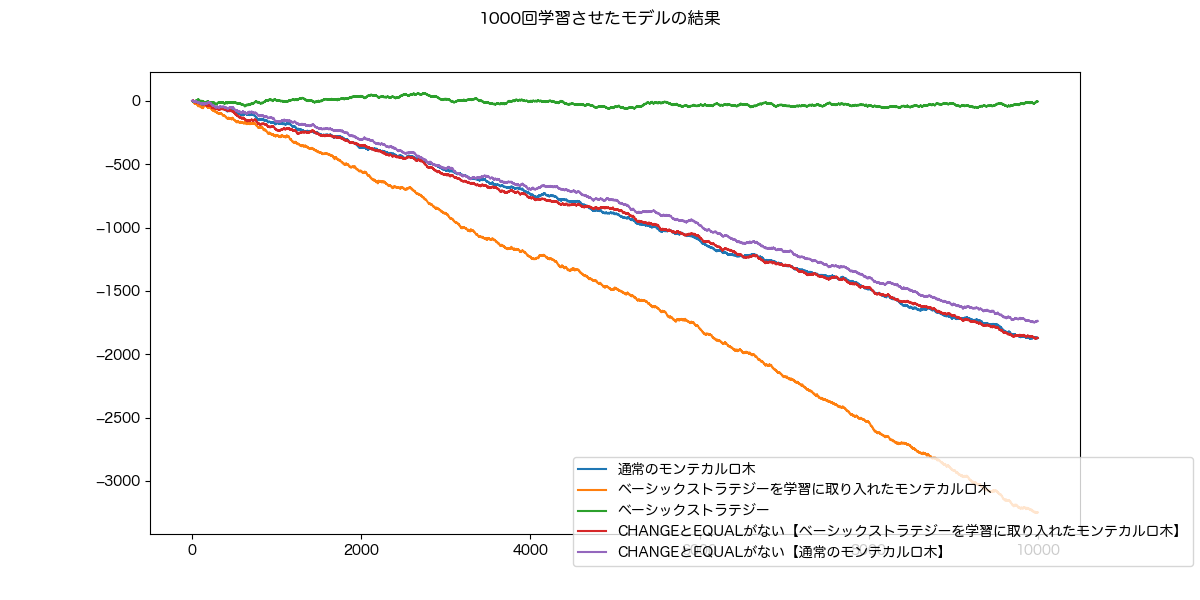 1000回学習させたモデルの結果
0
−500
−1000
−1500
−2000
−2500
−3000
0
2000
4000
10000
通常のモンテカルロ木
ベーシックストラテジーを学習に取り入れたモンテカルロ木
ベーシックストラテジー
CHANGEとEQUALがない【ベーシックストラテジーを学習に取り入れたモンテカルロ木】
CHANGEとEQUALがない【通常のモンテカルロ木】